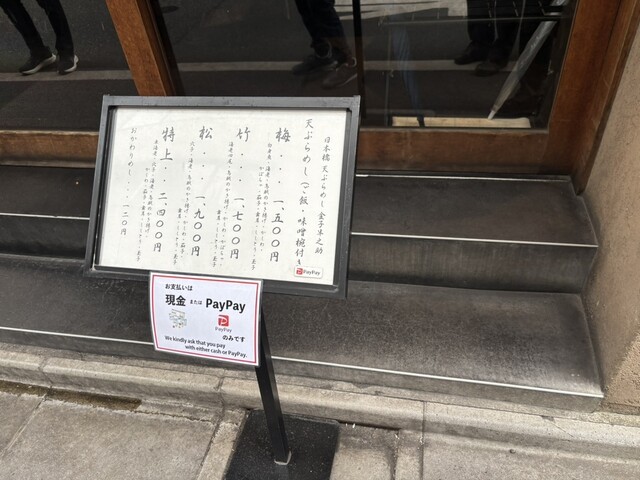 日本橋 天ぷらめし 金子半之助
天ぷらめし（ご飯・味噌椀付き）
梅・・・・一、五〇〇円
竹・・・・一、七〇〇円
松・・・・一、九〇〇円
特上・・・二、四〇〇円
おかわりめし・・・・一二〇円
PayPay
お支払いは
現金 または PayPay
PayPay
のみです
We kindly ask that you pay
with either cash or PayPay.